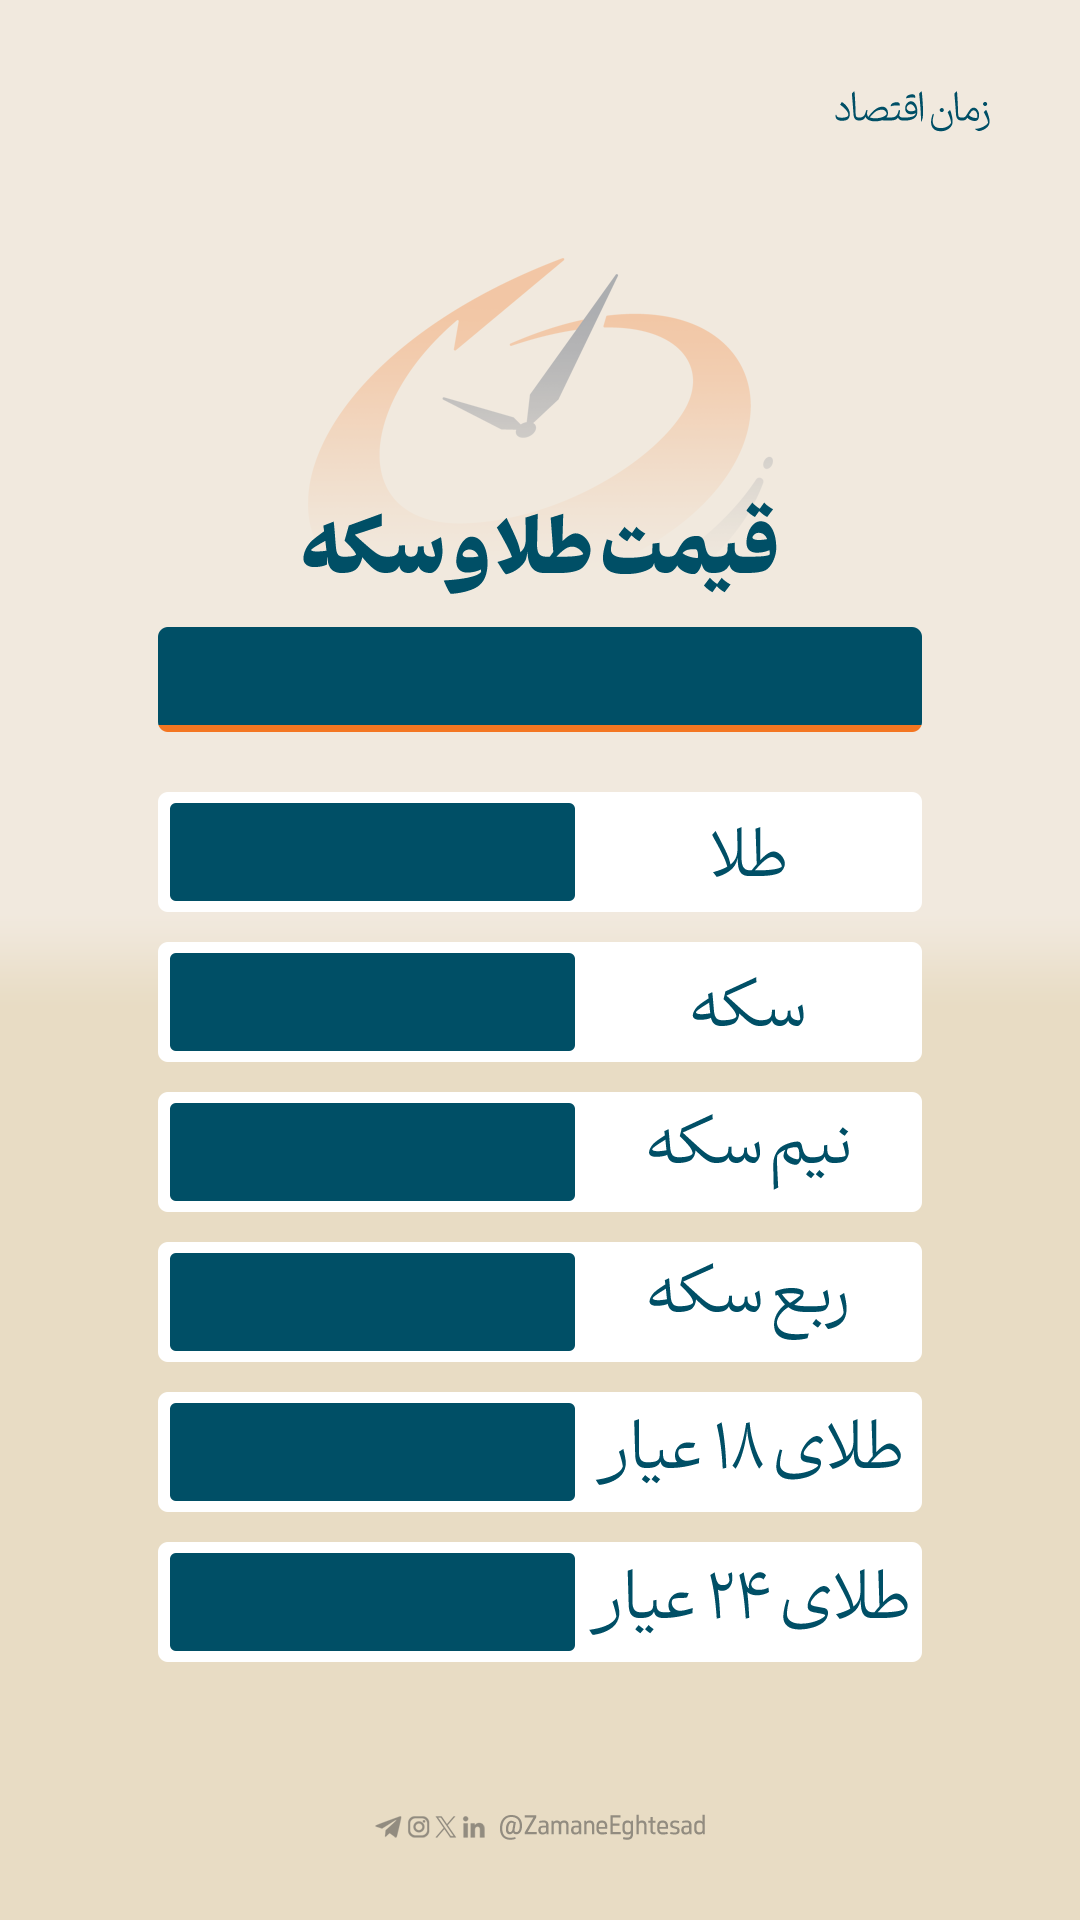 زمان اقتصاد
قیمت طلا و سکه
طلا
سکه
نیم سکه
ربع سکه
طلای ۱۸ عیار
طلای ۲۴ عیار
@ZamaneEghtesad